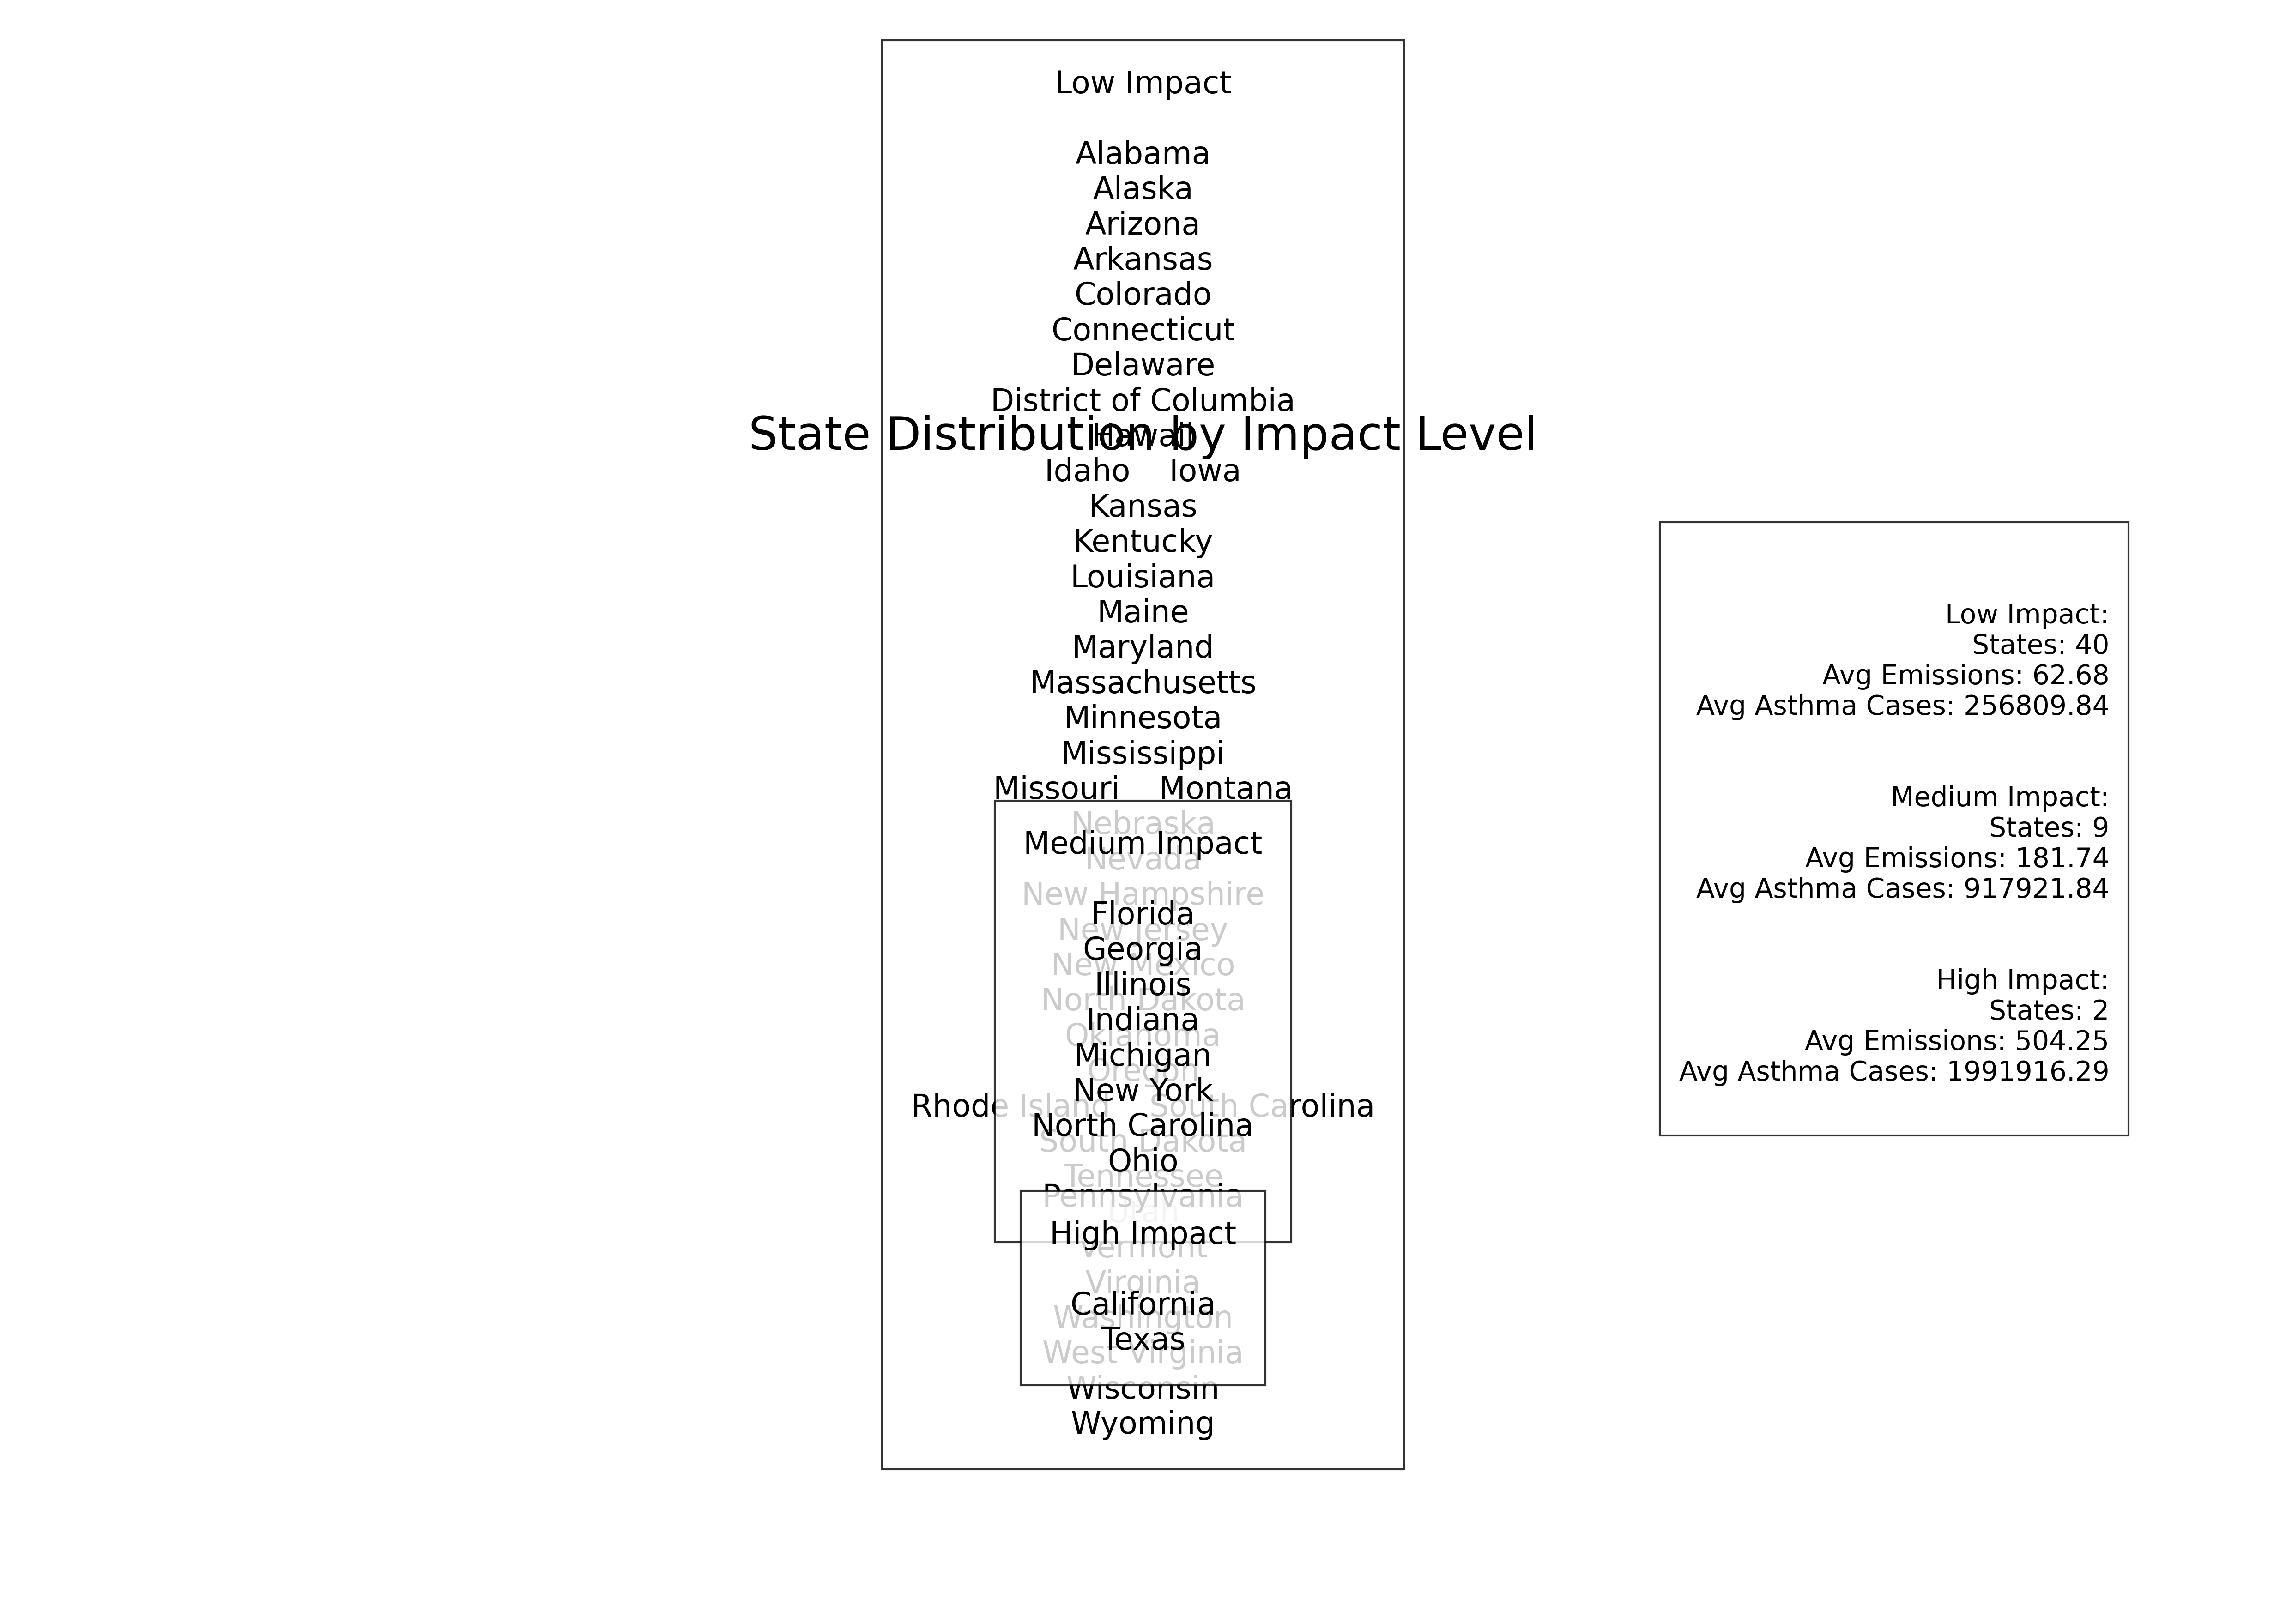 Low Impact
Alabama
Alaska
Arizona
Arkansas
Colorado
Connecticut
Delaware
District of Columbia
State Distribution by Impact Level
Hawaii
Idaho Iowa
Kansas
Kentucky
Louisiana
Maine
Maryland
Massachusetts
Minnesota
Mississippi
Missouri Montana
Nebraska
Medium Impact
Nevada
New Hampshire
Florida
New Jersey
Georgia
New Mexico
Illinois
North Dakota
Indiana
Oklahoma
Michigan
Oregon
New York
Rhode Island South Carolina
North Carolina
South Dakota
Ohio
Tennessee
Pennsylvania
Utah
High Impact
Vermont
Virginia
California
Washington
Texas
West Virginia
Wisconsin
Wyoming
Low Impact:
States: 40
Avg Emissions: 62.68
Avg Asthma Cases: 256809.84
Medium Impact:
States: 9
Avg Emissions: 181.74
Avg Asthma Cases: 917921.84
High Impact:
States: 2
Avg Emissions: 504.25
Avg Asthma Cases: 1991916.29